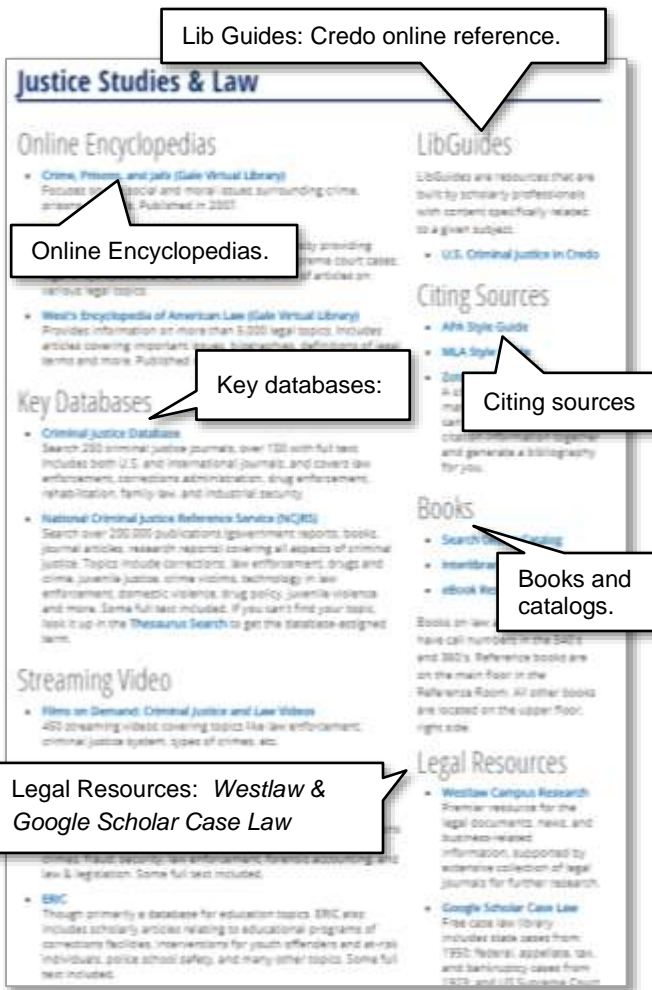 Lib Guides: Credo online reference.
Justice Studies & Law
Online Encyclopedias
Crime, Prisons, and Jails (Gale Virtual Library)
Focuses social and moral issues surrounding crime,
Published in 2007.
Online Encyclopedias.
providing
court cases,
of articles on
various legal topics.
West's Encyclopedia of American Law (Gale Virtual Library)
Provides information on more than 5,000 legal topics. Includes
articles covering important issues, biographies, definitions of legal
terms and more. Published
Key databases:
Key Databases
Criminal Justice Database
Search 200 criminal justice journals, over 100 with full text.
Includes both U.S. and international journals, and covers law
enforcement, corrections administration, drug enforcement,
rehabilitation, family law, and industrial security.
National Criminal Justice Reference Service (NCJRS)
Search over 200,000 publications (government reports, books,
journal articles, research reports) covering all aspects of criminal
justice. Topics include corrections, law enforcement, drugs and
crime, juvenile justice, crime victims, technology in law
enforcement, domestic violence, drug policy, juvenile violence
and more. Some full text included. If you can't find your topic,
look it up in the Thesaurus Search to get the database-assigned
term.
Streaming Video
Films on Demand: Criminal Justice and Law Videos
450 streaming videos covering topics like law enforcement,
criminal justice system, types of crimes, etc.
Legal Resources: Westlaw &
Google Scholar Case Law
crimes, fraud, security, law enforcement, forensic accounting, and
law & legislation. Some full text included.
ERIC
Though primarily a database for education topics, ERIC also
includes scholarly articles relating to educational programs of
corrections facilities, interventions for youth offenders and at-risk
individuals, police school safety, and many other topics. Some full
text included.
LibGuides
LibGuides are resources that are
built by scholarly professionals
with content specifically related
to a given subject.
U.S. Criminal Justice in Credo
Citing Sources
APA Style Guide
MLA Style
Citing sources
citation information together
and generate a bibliography
for you.
Books
Search Catalog
Books and
catalogs.
Books on law
have call numbers in the 340's
and 360's. Reference books are
on the main floor in the
Reference Room. All other books
are located on the upper floor,
right side.
Legal Resources
Westlaw Campus Research
Premier resource for the
legal documents, news, and
business-related
information, supported by
extensive collection of legal
journals for further research.
Google Scholar Case Law
Free case law library
includes state cases from
1950; federal, appellate, tax,
and bankruptcy cases from
1923; and US Supreme Court